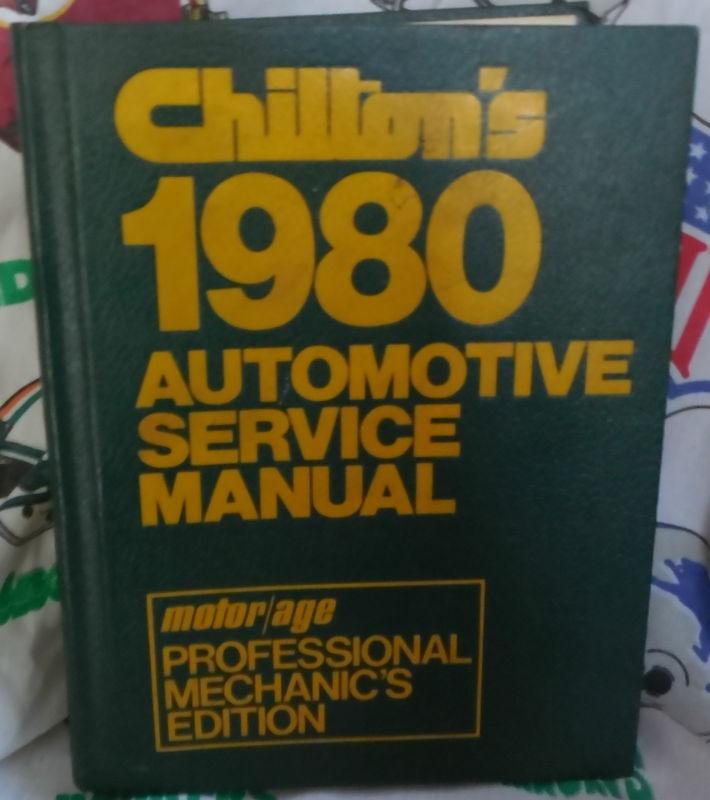 Chilton's
1980
AUTOMOTIVE
SERVICE
MANUAL
motor/age
PROFESSIONAL
MECHANIC'S
EDITION